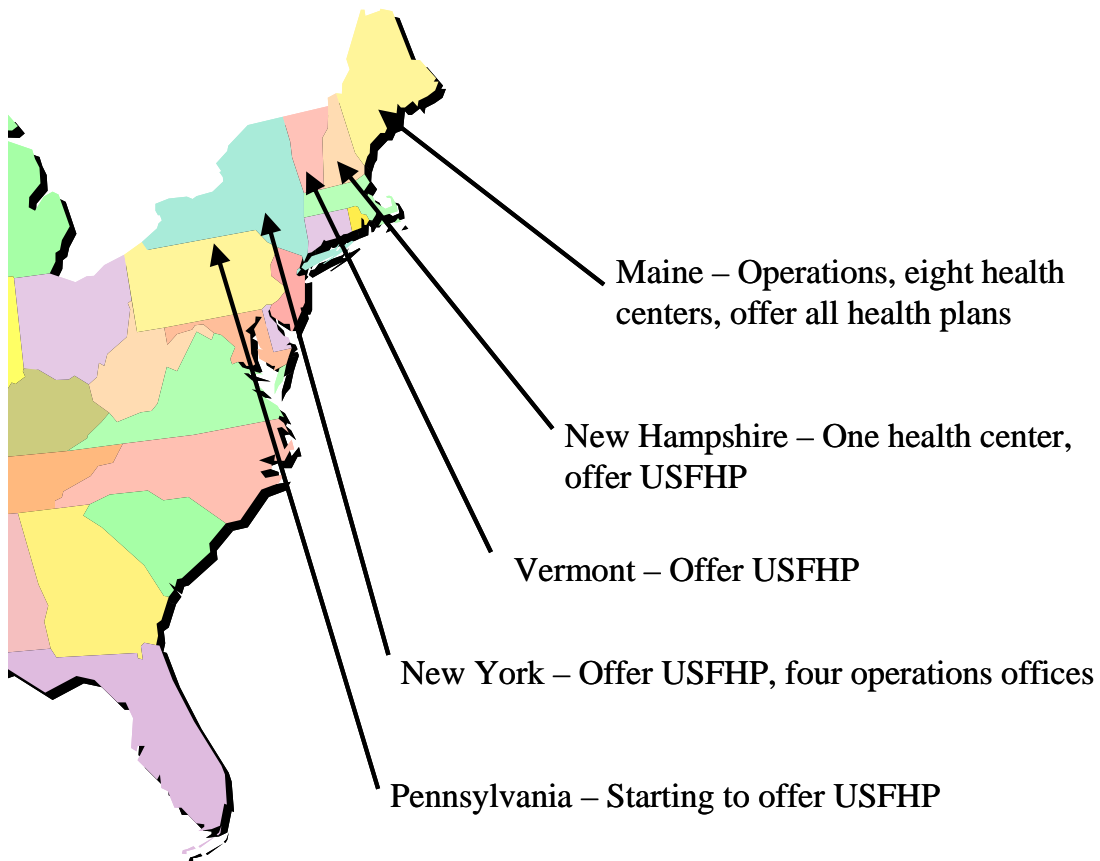 Maine – Operations, eight health
centers, offer all health plans
New Hampshire – One health center,
offer USFHP
Vermont – Offer USFHP
New York – Offer USFHP, four operations offices
Pennsylvania – Starting to offer USFHP